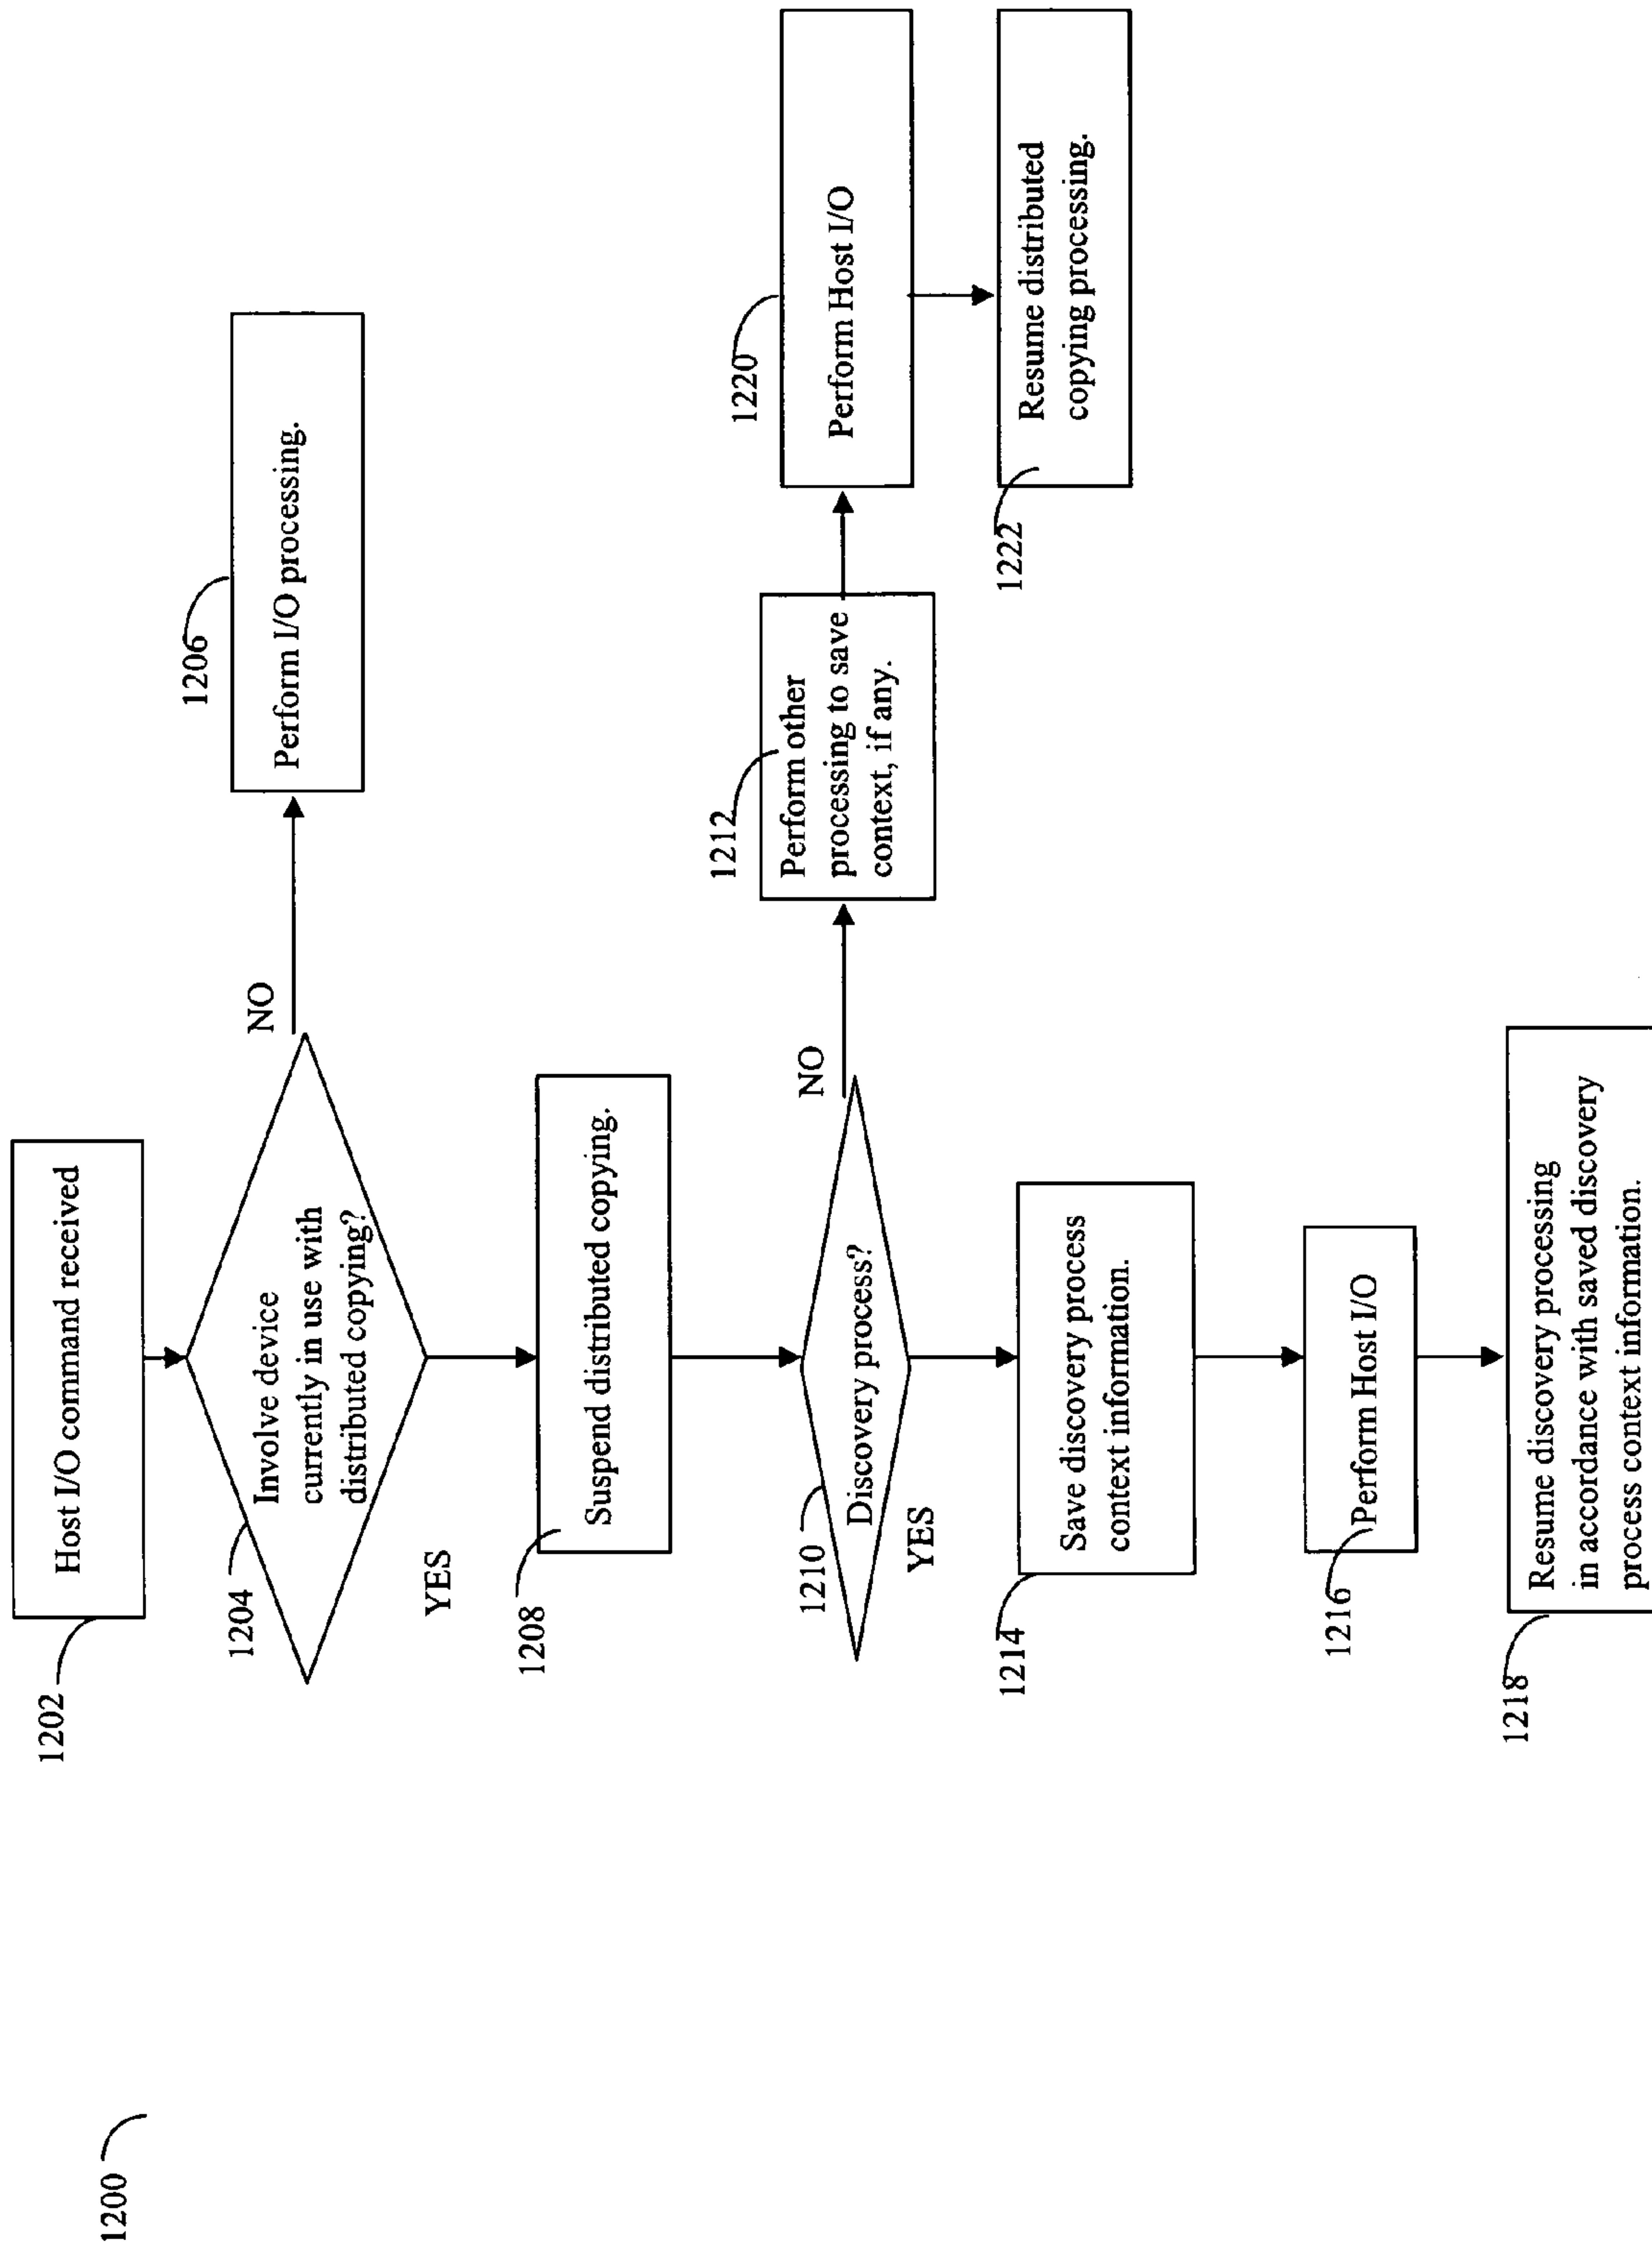 1200
1202
Host I/O command received
1204
Involve device
currently in use with
distributed copying?
NO
1206
Perform I/O processing.
YES
1208
Suspend distributed copying.
1210
Discovery process?
NO
1212
Perform other
processing to save
context, if any.
1220
Perform Host I/O
1222
Resume distributed
copying processing.
YES
1214
Save discovery process
context information.
1216
Perform Host I/O
1218
Resume discovery processing
in accordance with saved discovery
process context information.